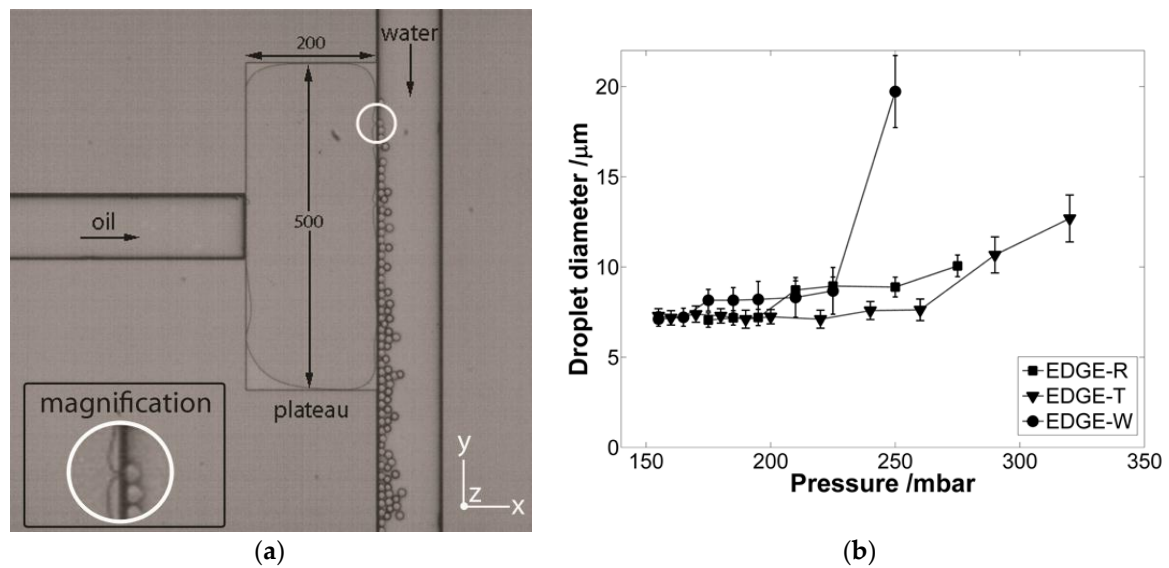 200
water
oil
500
plateau
magnification
y
z
x
(a)
Droplet diameter /μm
20
15
10
5
0
EDGE-R
EDGE-T
EDGE-W
150 200 250 300 350
Pressure /mbar
(b)